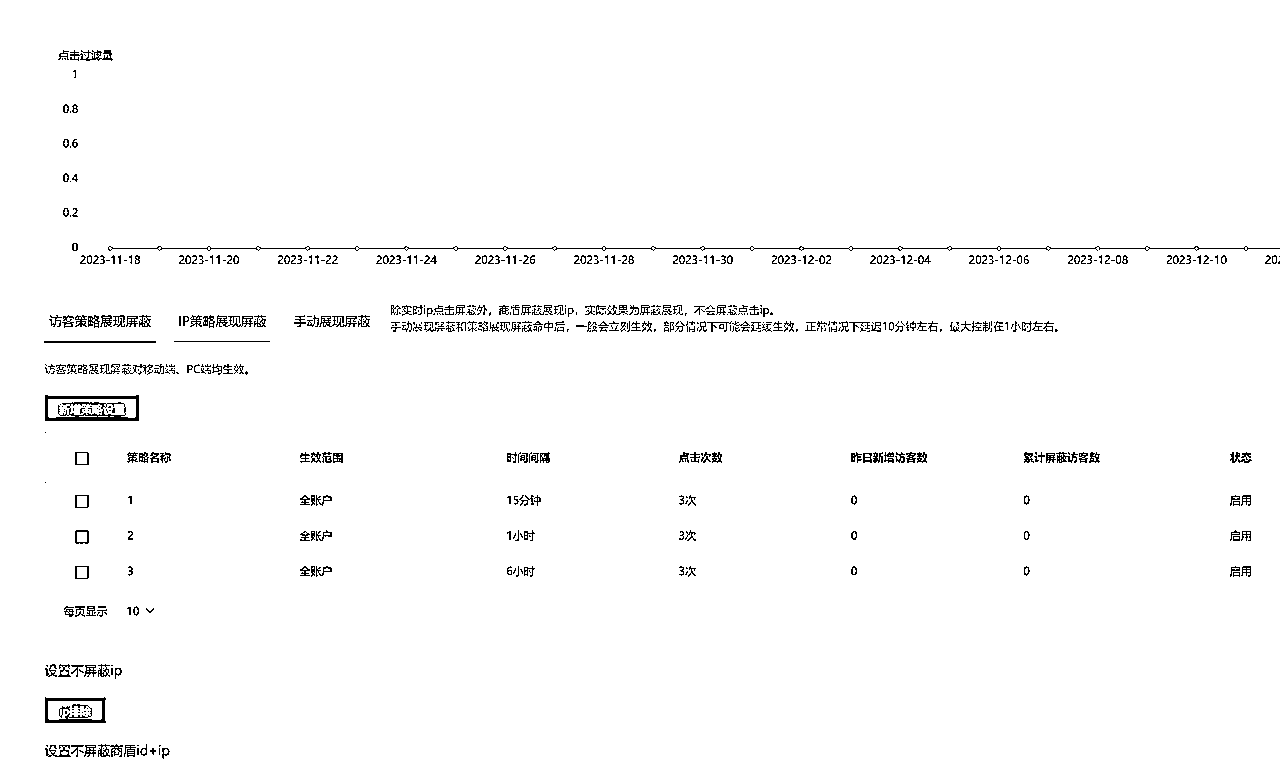 点击过滤量
1
0.8
0.6
0.4
0.2
0
2023-11-18 2023-11-20 2023-11-22 2023-11-24 2023-11-26 2023-11-28 2023-11-30 2023-12-02 2023-12-04 2023-12-06 2023-12-08 2023-12-10
访客策略展现屏蔽 IP策略展现屏蔽 手动展现屏蔽
除实时ip点击屏蔽外，商盾屏蔽展现ip，实际效果为屏蔽展现，不会屏蔽点击ip。
手动展现屏蔽和策略展现屏蔽命中后，一般会立刻生效，部分情况下可能会延缓生效，正常情况下延迟10分钟左右，最大控制在1小时左右。
访客策略展现屏蔽对移动端、PC端均生效。
新增策略设置
策略名称 生效范围 时间间隔 点击次数 昨日新增访客数 累计屏蔽访客数 状态
1 全账户 15分钟 3次 0 0 启用
2 全账户 1小时 3次 0 0 启用
3 全账户 6小时 3次 0 0 启用
每页显示 10
设置不屏蔽ip
设置不屏蔽商盾id+ip